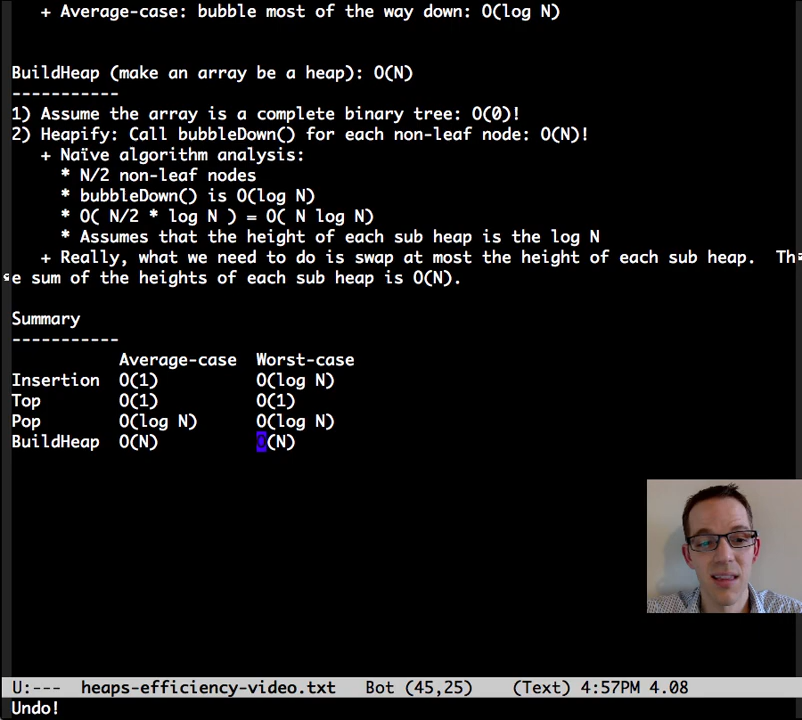 + Average-case: bubble most of the way down: O(log N)
BuildHeap (make an array be a heap): O(N)
-----------
1) Assume the array is a complete binary tree: O(0)!
2) Heapify: Call bubbleDown() for each non-leaf node: O(N)!
+ Naïve algorithm analysis:
* N/2 non-leaf nodes
* bubbleDown() is O(log N)
* O( N/2 * log N ) = O( N log N)
* Assumes that the height of each sub heap is the log N
+ Really, what we need to do is swap at most the height of each sub heap.  Th
e sum of the heights of each sub heap is O(N).
Summary
-----------
Average-case  Worst-case
Insertion  O(1)  O(log N)
Top  O(1)  O(1)
Pop  O(log N)  O(log N)
BuildHeap  O(N)  O(N)
U:---  heaps-efficiency-video.txt  Bot (45,25)  (Text) 4:57PM 4.08
Undo!